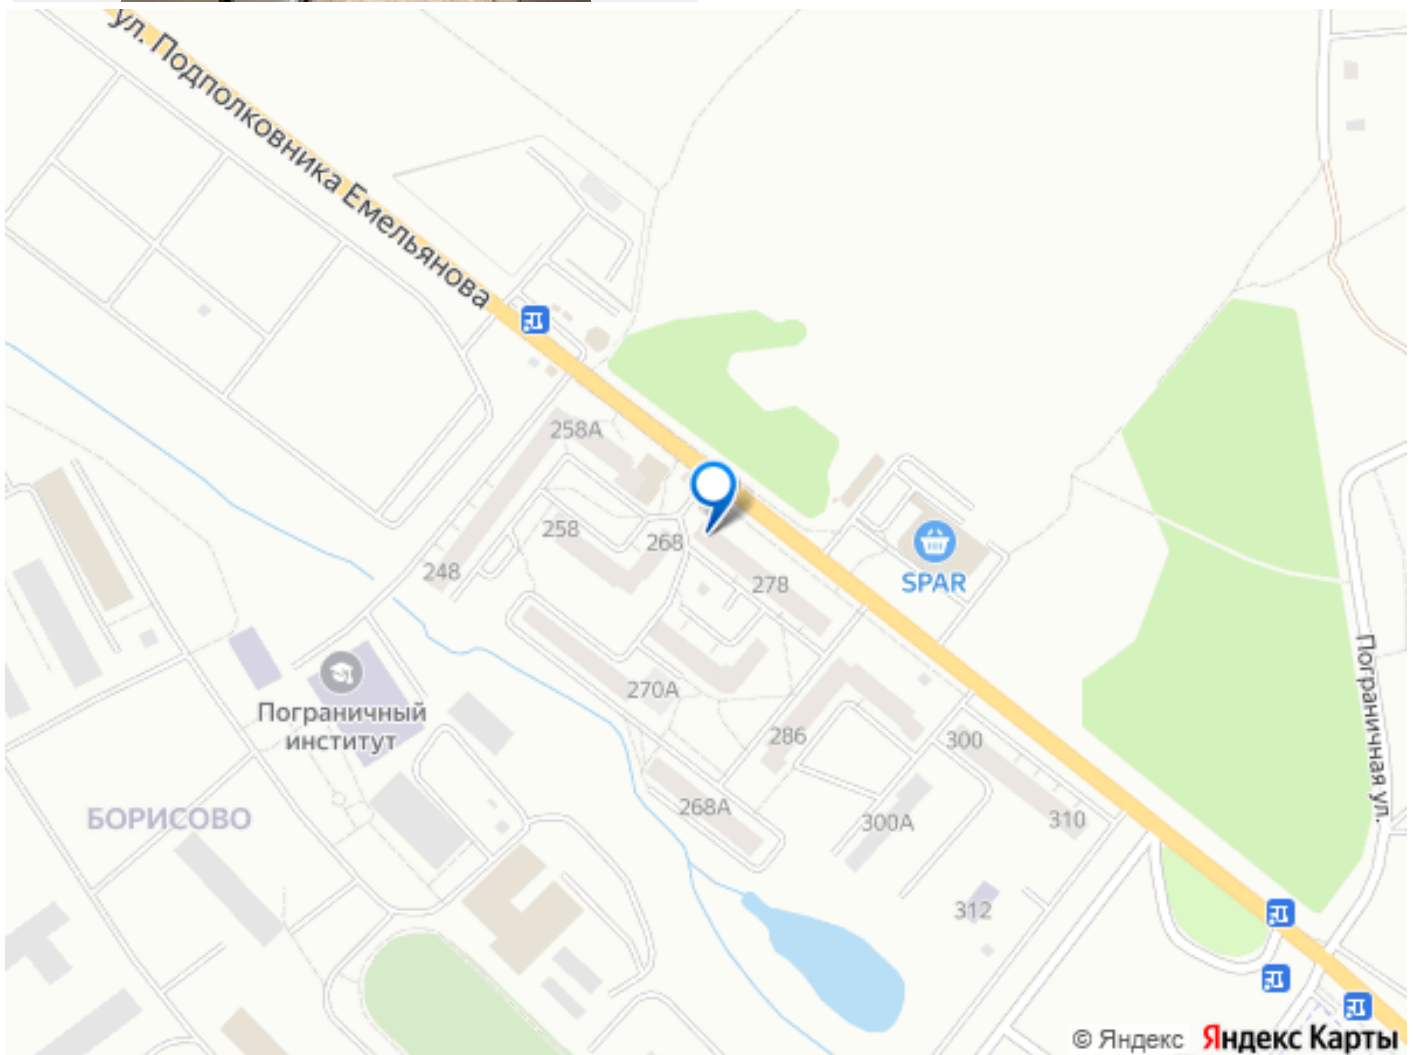 ул. Подполковника Емельянова
258А
258
268
248
278
SPAR
270А
Пограничный
институт
286
300
Пограничная ул.
БОРИСОВО
268А
300А
310
312
© Яндекс Яндекс Карты